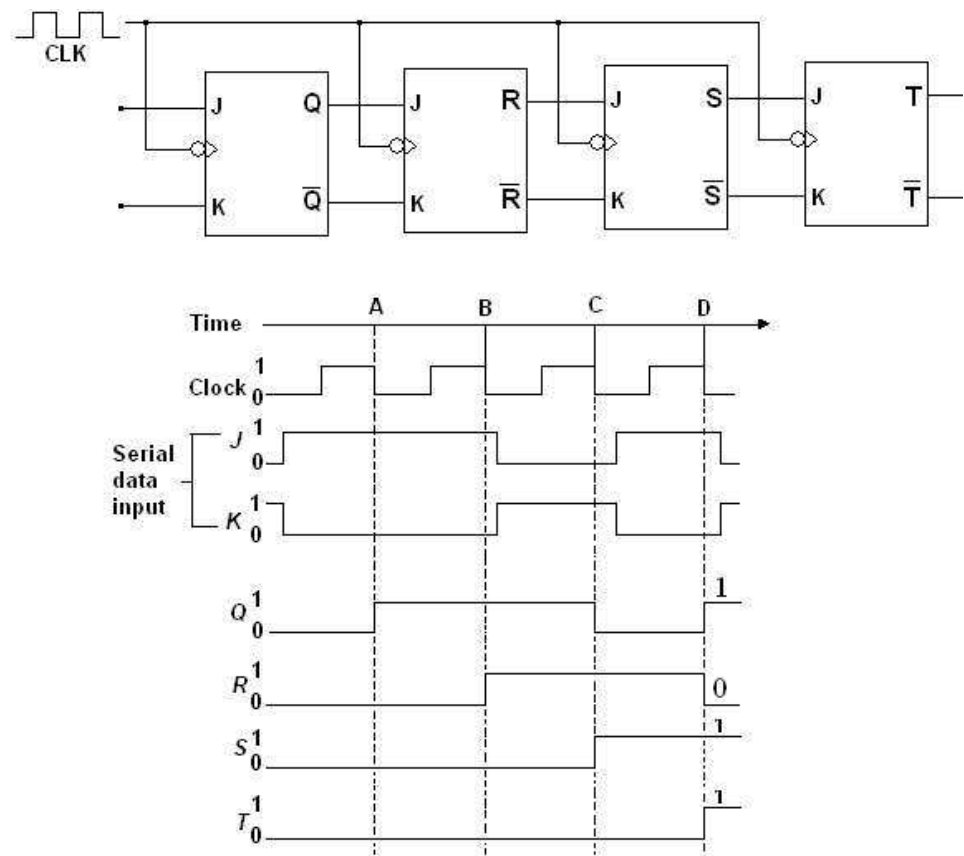 CLK
J Q J R J S J T
K Q̅ K R̅ K S̅ K T̅
A B C D
Time
Clock 1 0
Serial data input
J 1 0
K 1 0
Q 1 0 1
R 1 0 0
S 1 0 1
T 1 0 1